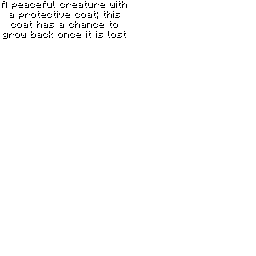 A peaceful creature with
a protective coat; this
coat has a chance to
grow back once it is lost